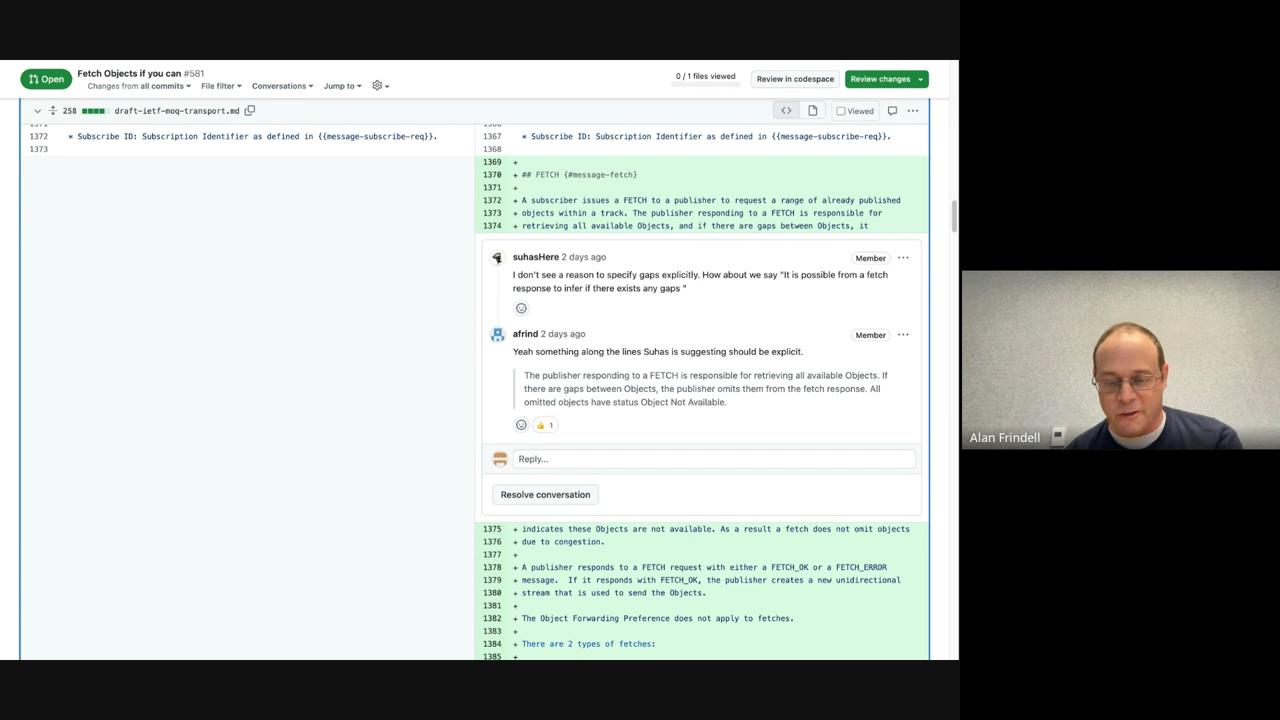 Open
Fetch Objects if you can #581
Changes from all commits File filter Conversations Jump to
0 / 1 files viewed
Review in codespace
Review changes
258 draft-ietf-moq-transport.md
Viewed
1372 * Subscribe ID: Subscription Identifier as defined in {{message-subscribe-req}}.
1373
1367 * Subscribe ID: Subscription Identifier as defined in {{message-subscribe-req}}.
1368
1369 +
1370 + ## FETCH {#message-fetch}
1371 +
1372 + A subscriber issues a FETCH to a publisher to request a range of already published
1373 + objects within a track. The publisher responding to a FETCH is responsible for
1374 + retrieving all available Objects, and if there are gaps between Objects, it
suhasHere 2 days ago
Member
I don't see a reason to specify gaps explicitly. How about we say "It is possible from a fetch
response to infer if there exists any gaps "
afrind 2 days ago
Member
Yeah something along the lines Suhas is suggesting should be explicit.
The publisher responding to a FETCH is responsible for retrieving all available Objects. If
there are gaps between Objects, the publisher omits them from the fetch response. All
omitted objects have status Object Not Available.
👍 1
Reply...
Resolve conversation
1375 + indicates these Objects are not available. As a result a fetch does not omit objects
1376 + due to congestion.
1377 +
1378 + A publisher responds to a FETCH request with either a FETCH_OK or a FETCH_ERROR
1379 + message.  If it responds with FETCH_OK, the publisher creates a new unidirectional
1380 + stream that is used to send the Objects.
1381 +
1382 + The Object Forwarding Preference does not apply to fetches.
1383 +
1384 + There are 2 types of fetches:
1385 +
Alan Frindell